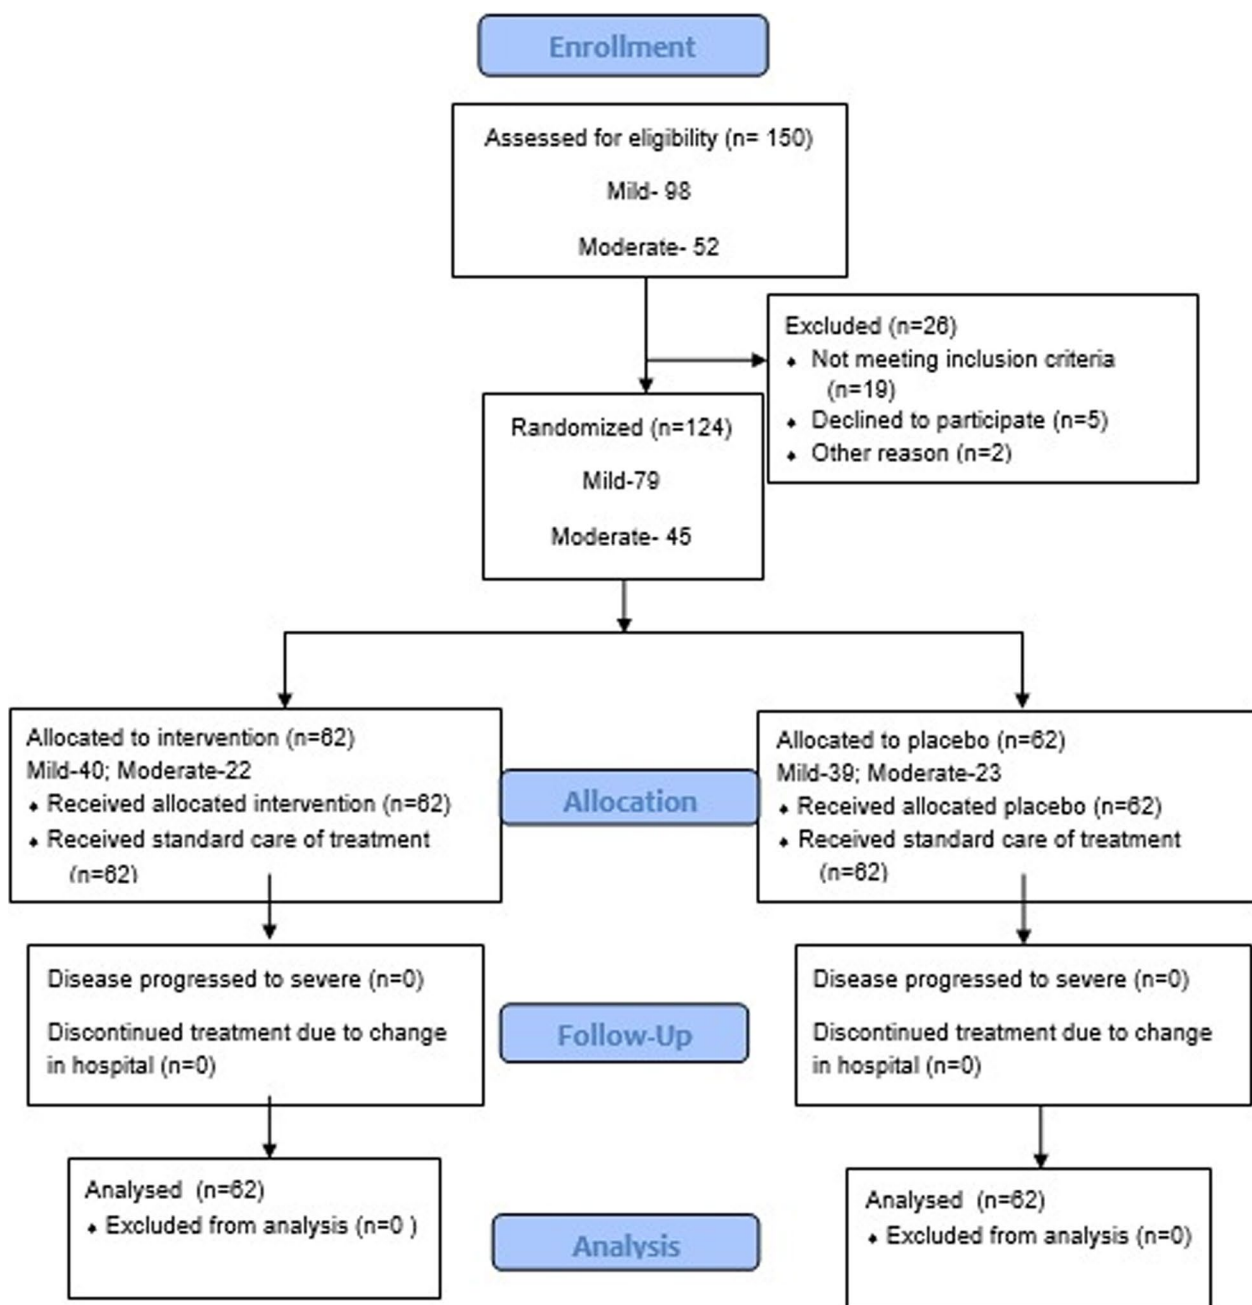 Enrollment
Assessed for eligibility (n= 150)
Mild- 98
Moderate- 52
Excluded (n=26)
⬧ Not meeting inclusion criteria
(n=19)
⬧ Declined to participate (n=5)
⬧ Other reason (n=2)
Randomized (n=124)
Mild-79
Moderate- 45
Allocated to intervention (n=62)
Mild-40; Moderate-22
⬧ Received allocated intervention (n=62)
⬧ Received standard care of treatment
(n=62)
Allocation
Allocated to placebo (n=62)
Mild-39; Moderate-23
⬧ Received allocated placebo (n=62)
⬧ Received standard care of treatment
(n=62)
Disease progressed to severe (n=0)
Discontinued treatment due to change
in hospital (n=0)
Follow-Up
Disease progressed to severe (n=0)
Discontinued treatment due to change
in hospital (n=0)
Analysed (n=62)
⬧ Excluded from analysis (n=0 )
Analysis
Analysed (n=62)
⬧ Excluded from analysis (n=0)